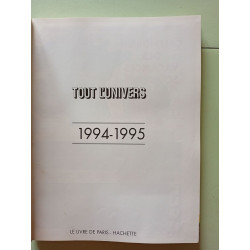 TOUT L'UNIVERS
1994-1995
LE LIVRE DE PARIS - HACHETTE